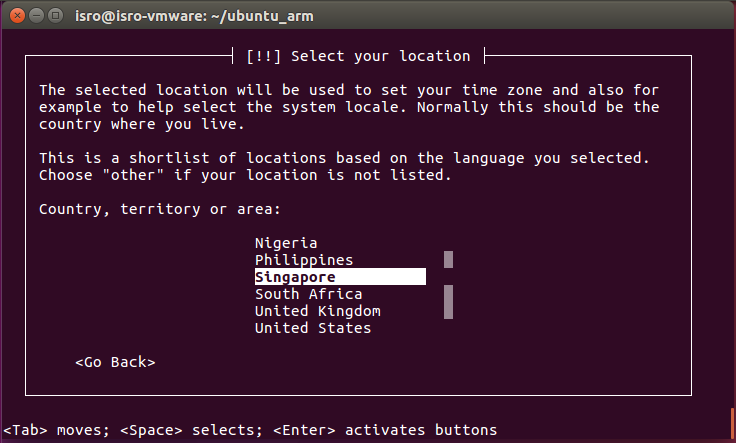 isro@isro-vmware: ~/ubuntu_arm
[!!] Select your location
The selected location will be used to set your time zone and also for
example to help select the system locale. Normally this should be the
country where you live.
This is a shortlist of locations based on the language you selected.
Choose "other" if your location is not listed.
Country, territory or area:
Nigeria
Philippines
Singapore
South Africa
United Kingdom
United States
<Go Back>
<Tab> moves; <Space> selects; <Enter> activates buttons